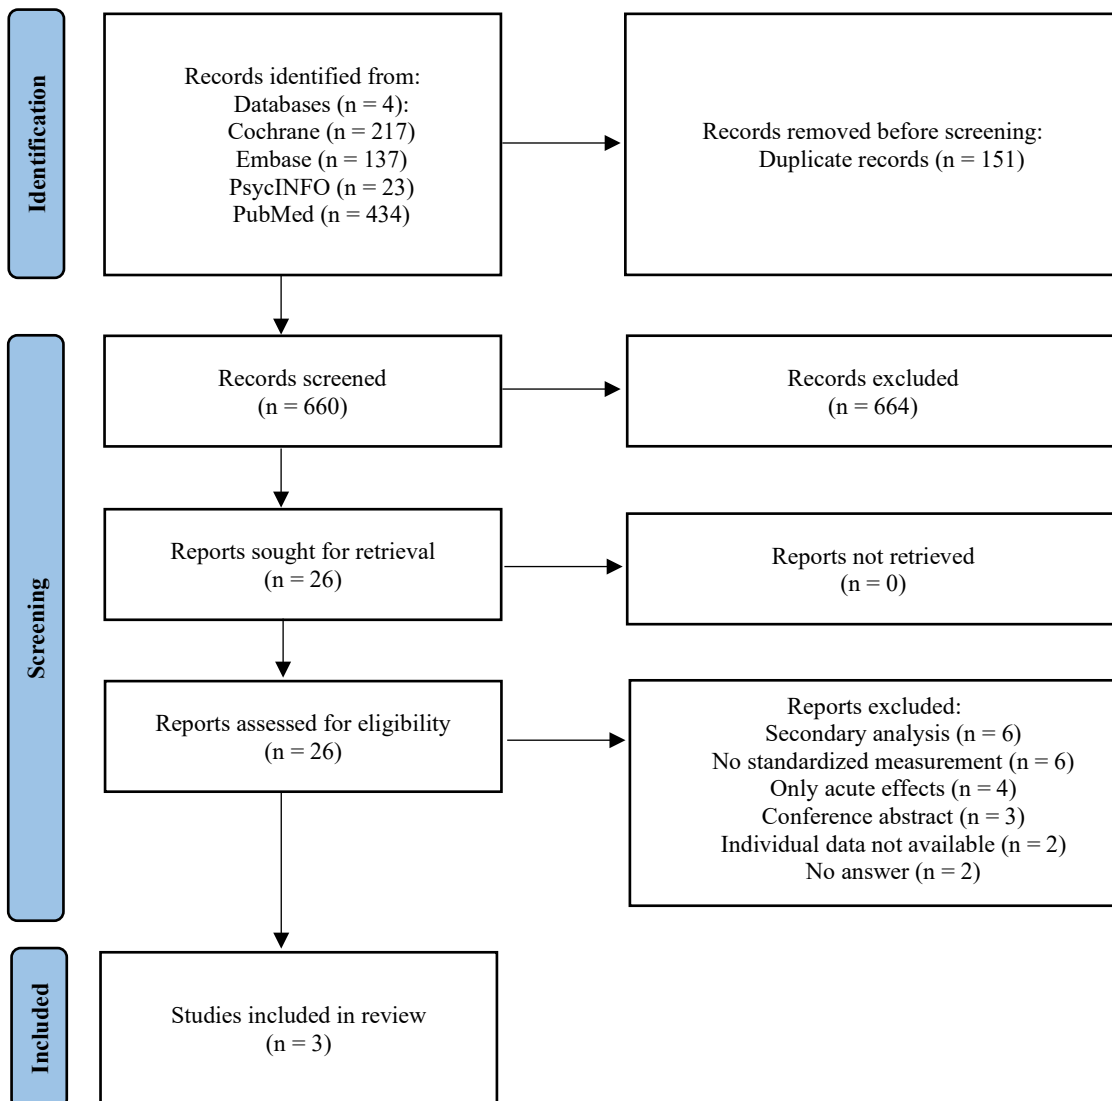 Identification
Records identified from:
Databases (n = 4):
Cochrane (n = 217)
Embase (n = 137)
PsycINFO (n = 23)
PubMed (n = 434)
Records removed before screening:
Duplicate records (n = 151)
Screening
Records screened
(n = 660)
Records excluded
(n = 664)
Reports sought for retrieval
(n = 26)
Reports not retrieved
(n = 0)
Reports assessed for eligibility
(n = 26)
Reports excluded:
Secondary analysis (n = 6)
No standardized measurement (n = 6)
Only acute effects (n = 4)
Conference abstract (n = 3)
Individual data not available (n = 2)
No answer (n = 2)
Included
Studies included in review
(n = 3)